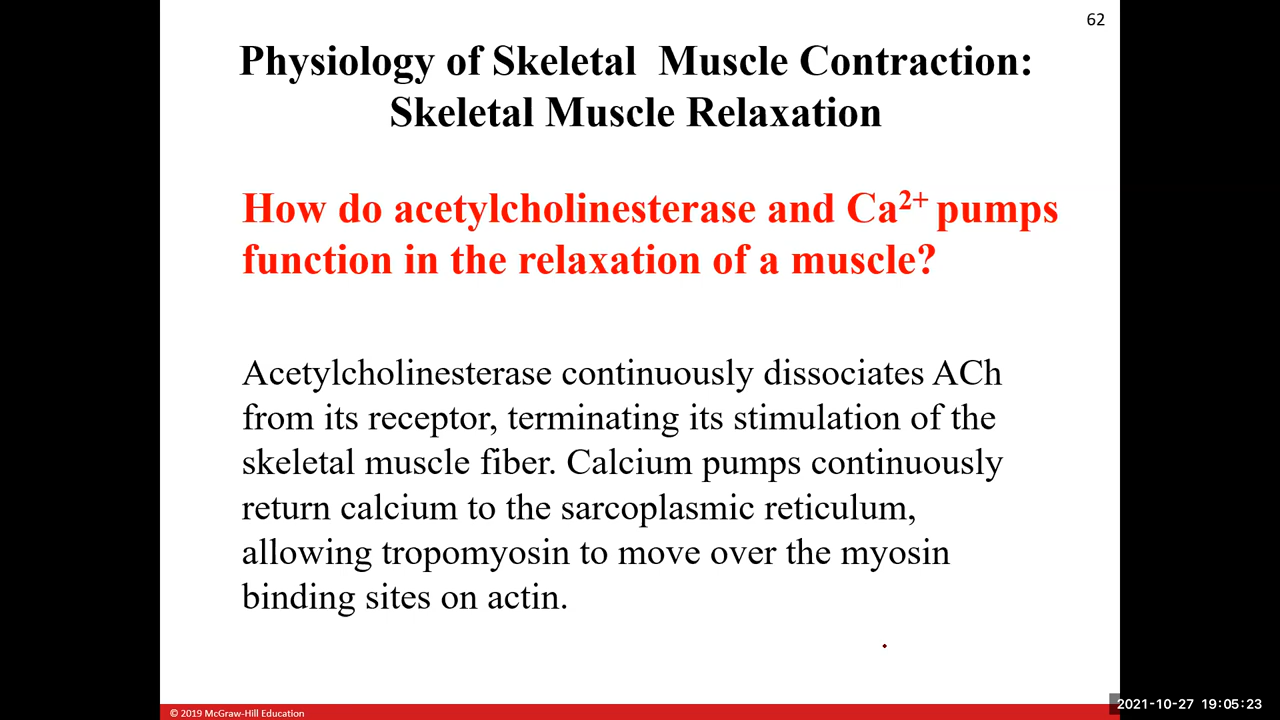 62
Physiology of Skeletal  Muscle Contraction:
Skeletal Muscle Relaxation
How do acetylcholinesterase and Ca²⁺ pumps
function in the relaxation of a muscle?
Acetylcholinesterase continuously dissociates ACh
from its receptor, terminating its stimulation of the
skeletal muscle fiber. Calcium pumps continuously
return calcium to the sarcoplasmic reticulum,
allowing tropomyosin to move over the myosin
binding sites on actin.
© 2019 McGraw-Hill Education
2021-10-27 19:05:23